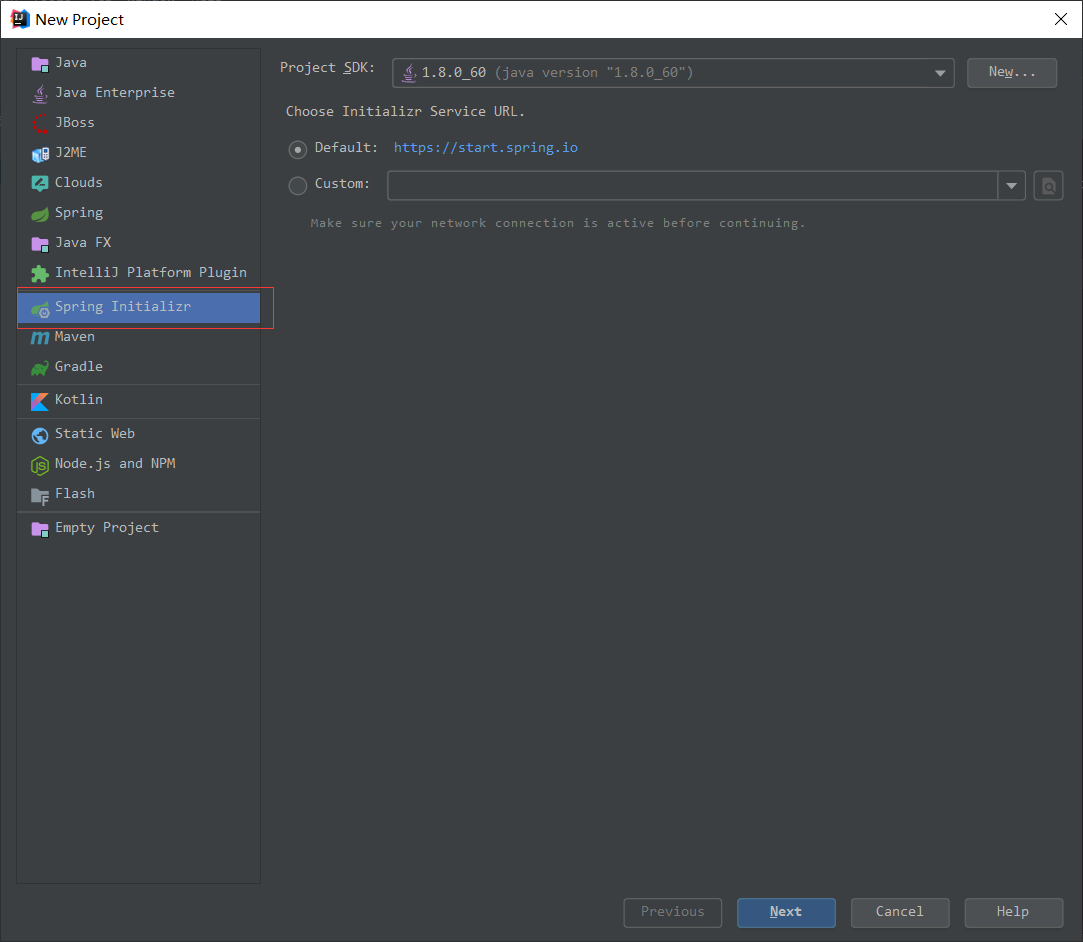 New Project
Java
Java Enterprise
JBoss
J2ME
Clouds
Spring
Java FX
IntelliJ Platform Plugin
Spring Initializr
Maven
Gradle
Kotlin
Static Web
Node.js and NPM
Flash
Empty Project
Project SDK: 1.8.0_60 (java version "1.8.0_60") New...
Choose Initializr Service URL.
Default: https://start.spring.io
Custom:
Make sure your network connection is active before continuing.
Previous Next Cancel Help